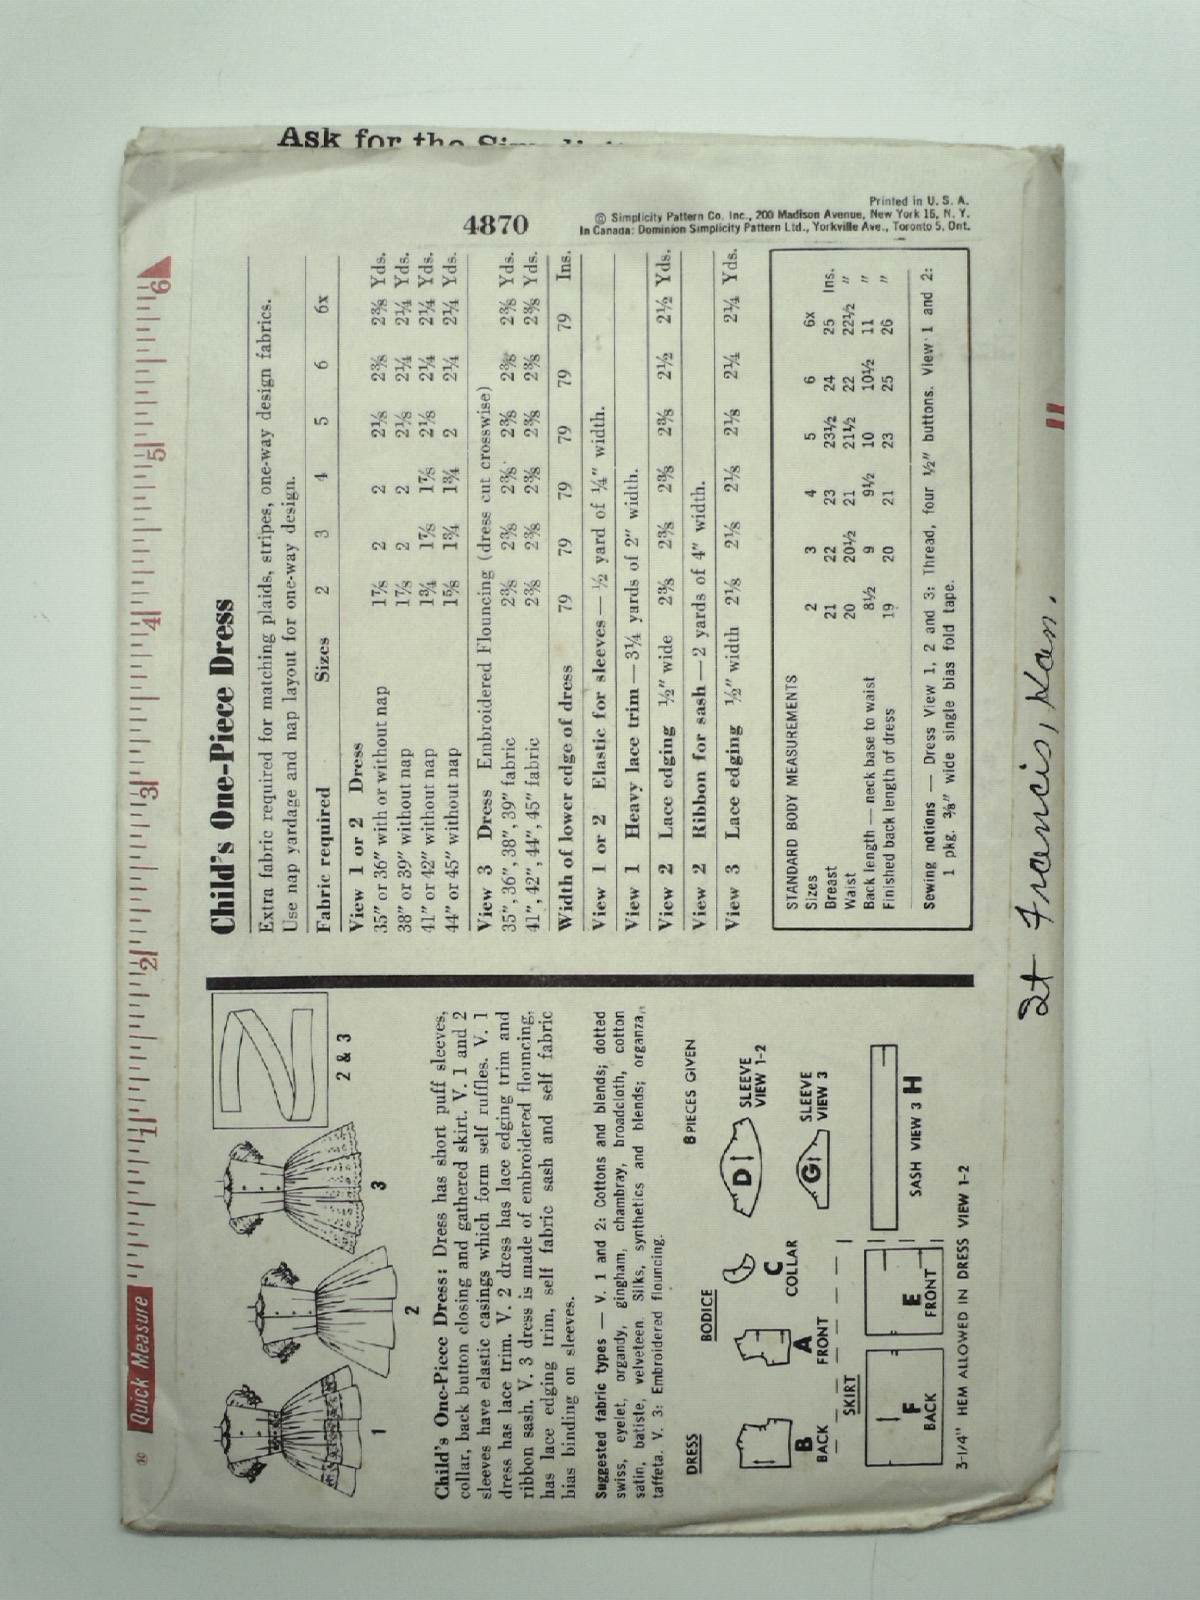 Ask for the
4870
Printed in U. S. A.
© Simplicity Pattern Co. Inc., 200 Madison Avenue, New York 16, N. Y.
In Canada: Dominion Simplicity Pattern Ltd., Yorkville Ave., Toronto 5, Ont.
® Quick Measure 1 2 3 4 5 6
1
2
3
2 & 3
Child's One-Piece Dress: Dress has short puff sleeves,
collar, back button closing and gathered skirt. V. 1 and 2
sleeves have elastic casings which form self ruffles. V. 1
dress has lace trim. V. 2 dress has lace edging trim and
ribbon sash. V. 3 dress is made of embroidered flouncing,
has lace edging trim, self fabric sash and self fabric
bias binding on sleeves.
Suggested fabric types — V. 1 and 2: Cottons and blends; dotted
swiss, eyelet, organdy, gingham, chambray, broadcloth, cotton
satin, batiste, velveteen. Silks, synthetics and blends; organza,
taffeta. V. 3: Embroidered flouncing.
8 PIECES GIVEN
DRESS
BODICE
B
BACK
A
FRONT
C
COLLAR
D
SLEEVE
VIEW 1-2
G
SLEEVE
VIEW 3
SKIRT
F
BACK
E
FRONT
SASH VIEW 3 H
3-1/4" HEM ALLOWED IN DRESS VIEW 1-2
Child's One-Piece Dress
Extra fabric required for matching plaids, stripes, one-way design fabrics.
Use nap yardage and nap layout for one-way design.
Fabric required Sizes 2 3 4 5 6 6x
View 1 or 2 Dress
35" or 36" with or without nap 1⅞ 2 2 2⅛ 2⅜ 2⅜ Yds.
38" or 39" without nap 1⅞ 2 2 2⅛ 2¼ 2¼ Yds.
41" or 42" without nap 1¾ 1⅞ 1⅞ 2⅛ 2¼ 2¼ Yds.
44" or 45" without nap 1⅝ 1¾ 1¾ 2 2¼ 2¼ Yds.
View 3 Dress Embroidered Flouncing (dress cut crosswise)
35", 36", 38", 39" fabric 2⅜ 2⅜ 2⅜ 2⅜ 2⅜ 2⅜ Yds.
41", 42", 44", 45" fabric 2⅜ 2⅜ 2⅜ 2⅜ 2⅜ 2⅜ Yds.
Width of lower edge of dress 79 79 79 79 79 79 Ins.
View 1 or 2 Elastic for sleeves — ½ yard of ¼" width.
View 1 Heavy lace trim — 3¼ yards of 2" width.
View 2 Lace edging ½" wide 2⅜ 2⅜ 2⅜ 2⅜ 2½ 2½ Yds.
View 2 Ribbon for sash — 2 yards of 4" width.
View 3 Lace edging ½" width 2⅛ 2⅛ 2⅛ 2⅛ 2¼ 2¼ Yds.
STANDARD BODY MEASUREMENTS
Sizes 2 3 4 5 6 6x
Breast 21 22 23 23½ 24 25 Ins.
Waist 20 20½ 21 21½ 22 22½ "
Back length — neck base to waist 8½ 9 9½ 10 10½ 11 "
Finished back length of dress 19 20 21 23 25 26 "
Sewing notions — Dress View 1, 2 and 3: Thread, four ½" buttons. View 1 and 2:
1 pkg. ⅜" wide single bias fold tape.
St Francis, Kan.